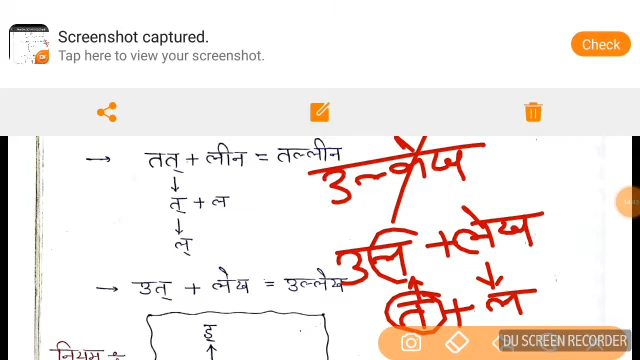 Screenshot captured.
Tap here to view your screenshot.
Check
→ तत् + लीन = तल्लीन
उल्लेख
↓
त् + ल
↓
ल्
उल + लेख
→ उत् + लेख = उल्लेख
त + ल
ह्
नियम ÷
DU SCREEN RECORDER